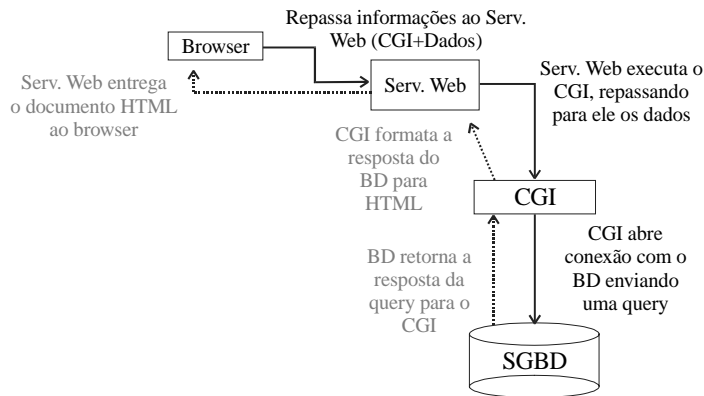 Repassa informações ao Serv.
Web (CGI+Dados)
Browser
Serv. Web entrega
o documento HTML
ao browser
Serv. Web
Serv. Web executa o
CGI, repassando
para ele os dados
CGI formata a
resposta do
BD para
HTML
CGI
BD retorna a
resposta da
query para o
CGI
CGI abre
conexão com o
BD enviando
uma query
SGBD